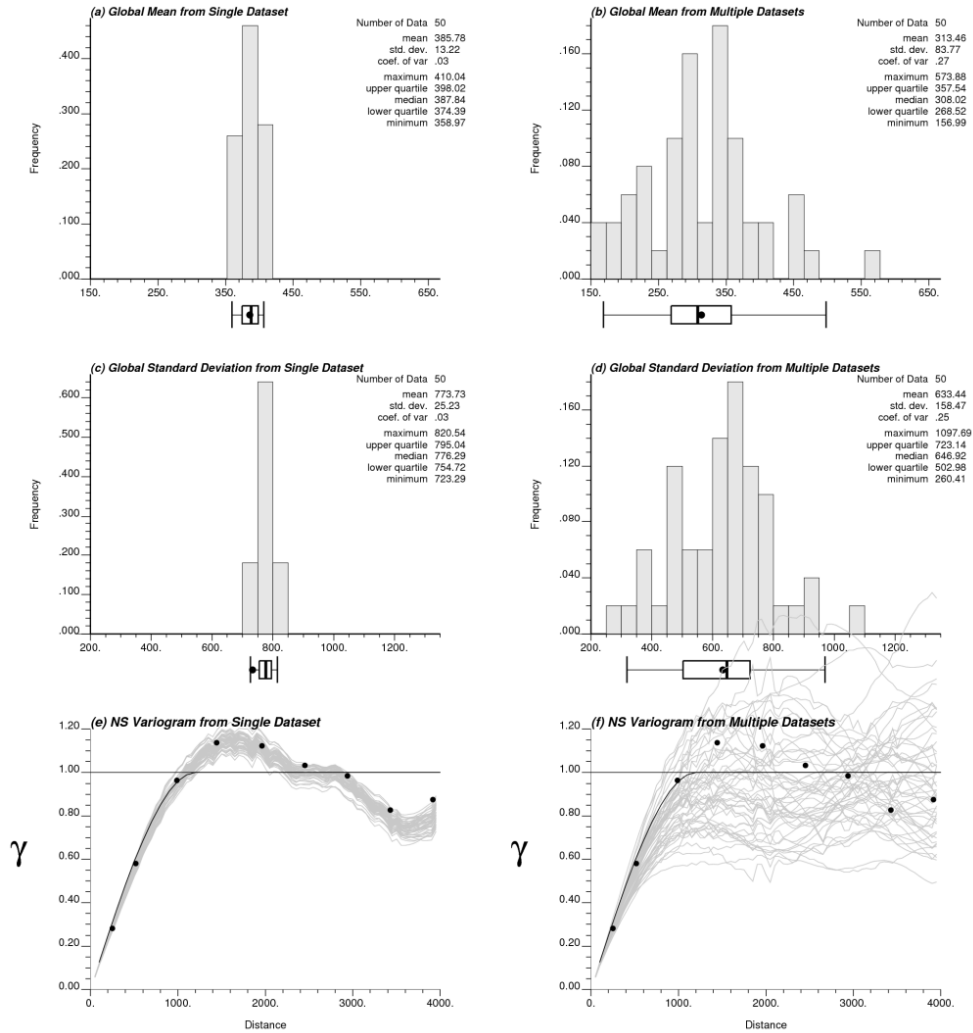 (a) Global Mean from Single Dataset
Number of Data 50
mean 385.78
std. dev. 13.22
coef. of var .03
maximum 410.04
upper quartile 398.02
median 387.84
lower quartile 374.39
minimum 358.97
Frequency
.400
.300
.200
.100
.000
150. 250. 350. 450. 550. 650.
(b) Global Mean from Multiple Datasets
Number of Data 50
mean 313.46
std. dev. 83.77
coef. of var .27
maximum 573.88
upper quartile 357.54
median 308.02
lower quartile 268.52
minimum 156.99
Frequency
.160
.120
.080
.040
.000
150. 250. 350. 450. 550. 650.
(c) Global Standard Deviation from Single Dataset
Number of Data 50
mean 773.73
std. dev. 25.23
coef. of var .03
maximum 820.54
upper quartile 795.04
median 776.29
lower quartile 754.72
minimum 723.29
Frequency
.600
.500
.400
.300
.200
.100
.000
200. 400. 600. 800. 1000. 1200.
(d) Global Standard Deviation from Multiple Datasets
Number of Data 50
mean 633.44
std. dev. 158.47
coef. of var .25
maximum 1097.69
upper quartile 723.14
median 646.92
lower quartile 502.98
minimum 260.41
Frequency
.160
.120
.080
.040
.000
200. 400. 600. 800. 1000. 1200.
(e) NS Variogram from Single Dataset
1.20
1.00
0.80
0.60
0.40
0.20
0.00
γ
0. 1000. 2000. 3000. 4000.
Distance
(f) NS Variogram from Multiple Datasets
1.20
1.00
0.80
0.60
0.40
0.20
0.00
γ
0. 1000. 2000. 3000. 4000.
Distance